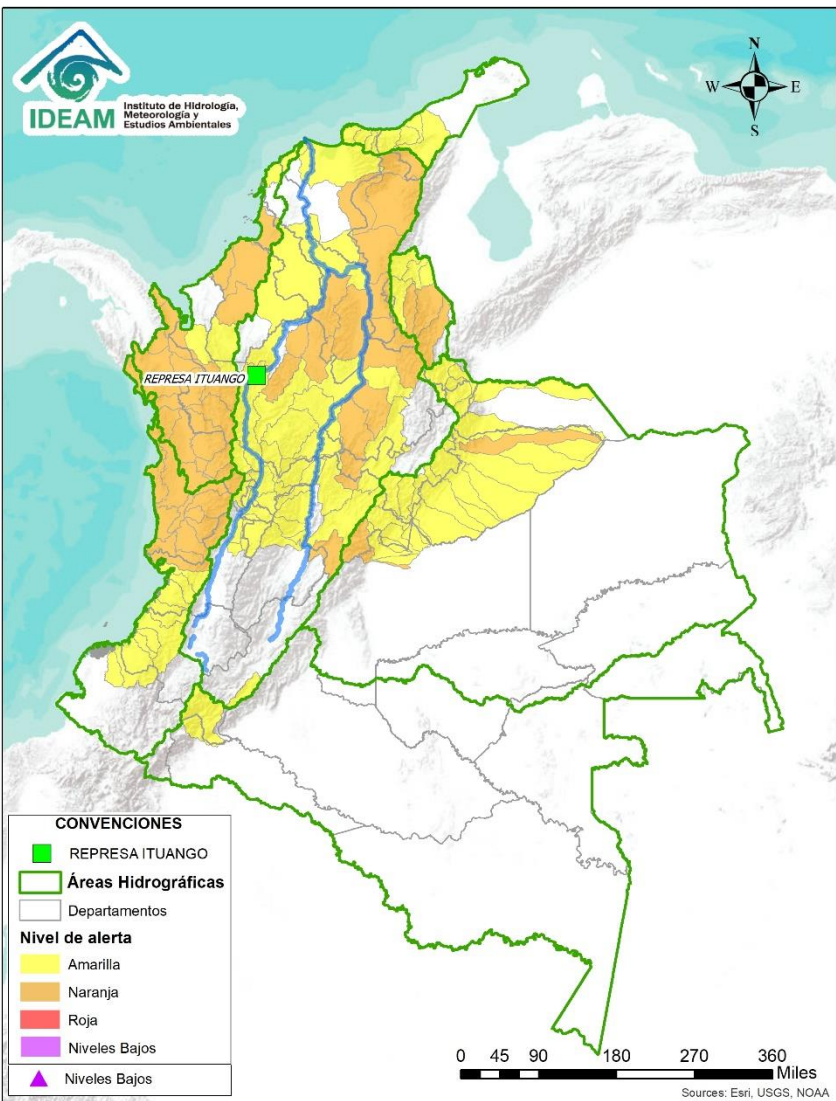 IDEAM
Instituto de Hidrología,
Meteorología y
Estudios Ambientales
N
W
E
S
REPRESA ITUANGO
CONVENCIONES
REPRESA ITUANGO
Áreas Hidrográficas
Departamentos
Nivel de alerta
Amarilla
Naranja
Roja
Niveles Bajos
Niveles Bajos
0 45 90 180 270 360
Miles
Sources: Esri, USGS, NOAA